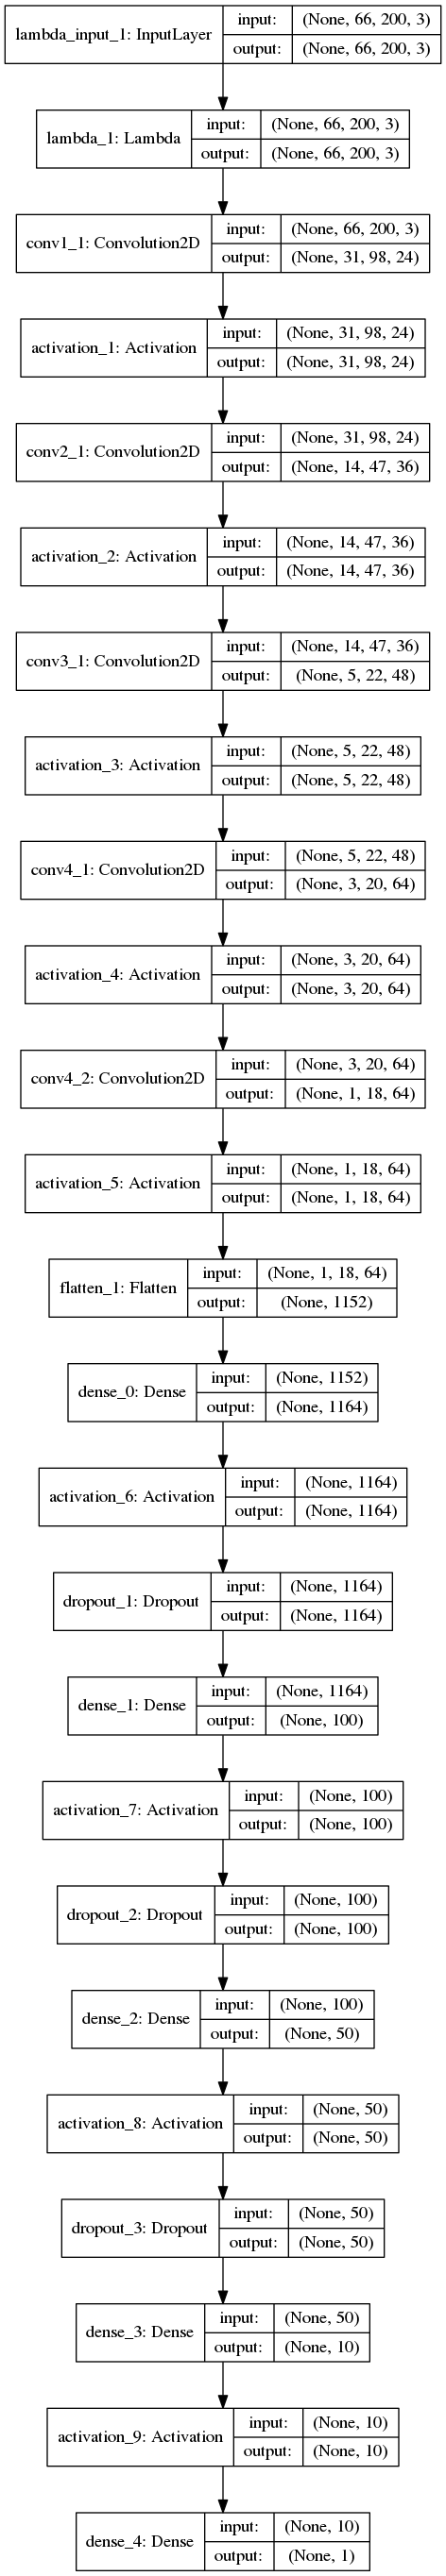 lambda_input_1: InputLayer
input: (None, 66, 200, 3)
output: (None, 66, 200, 3)
lambda_1: Lambda
input: (None, 66, 200, 3)
output: (None, 66, 200, 3)
conv1_1: Convolution2D
input: (None, 66, 200, 3)
output: (None, 31, 98, 24)
activation_1: Activation
input: (None, 31, 98, 24)
output: (None, 31, 98, 24)
conv2_1: Convolution2D
input: (None, 31, 98, 24)
output: (None, 14, 47, 36)
activation_2: Activation
input: (None, 14, 47, 36)
output: (None, 14, 47, 36)
conv3_1: Convolution2D
input: (None, 14, 47, 36)
output: (None, 5, 22, 48)
activation_3: Activation
input: (None, 5, 22, 48)
output: (None, 5, 22, 48)
conv4_1: Convolution2D
input: (None, 5, 22, 48)
output: (None, 3, 20, 64)
activation_4: Activation
input: (None, 3, 20, 64)
output: (None, 3, 20, 64)
conv4_2: Convolution2D
input: (None, 3, 20, 64)
output: (None, 1, 18, 64)
activation_5: Activation
input: (None, 1, 18, 64)
output: (None, 1, 18, 64)
flatten_1: Flatten
input: (None, 1, 18, 64)
output: (None, 1152)
dense_0: Dense
input: (None, 1152)
output: (None, 1164)
activation_6: Activation
input: (None, 1164)
output: (None, 1164)
dropout_1: Dropout
input: (None, 1164)
output: (None, 1164)
dense_1: Dense
input: (None, 1164)
output: (None, 100)
activation_7: Activation
input: (None, 100)
output: (None, 100)
dropout_2: Dropout
input: (None, 100)
output: (None, 100)
dense_2: Dense
input: (None, 100)
output: (None, 50)
activation_8: Activation
input: (None, 50)
output: (None, 50)
dropout_3: Dropout
input: (None, 50)
output: (None, 50)
dense_3: Dense
input: (None, 50)
output: (None, 10)
activation_9: Activation
input: (None, 10)
output: (None, 10)
dense_4: Dense
input: (None, 10)
output: (None, 1)